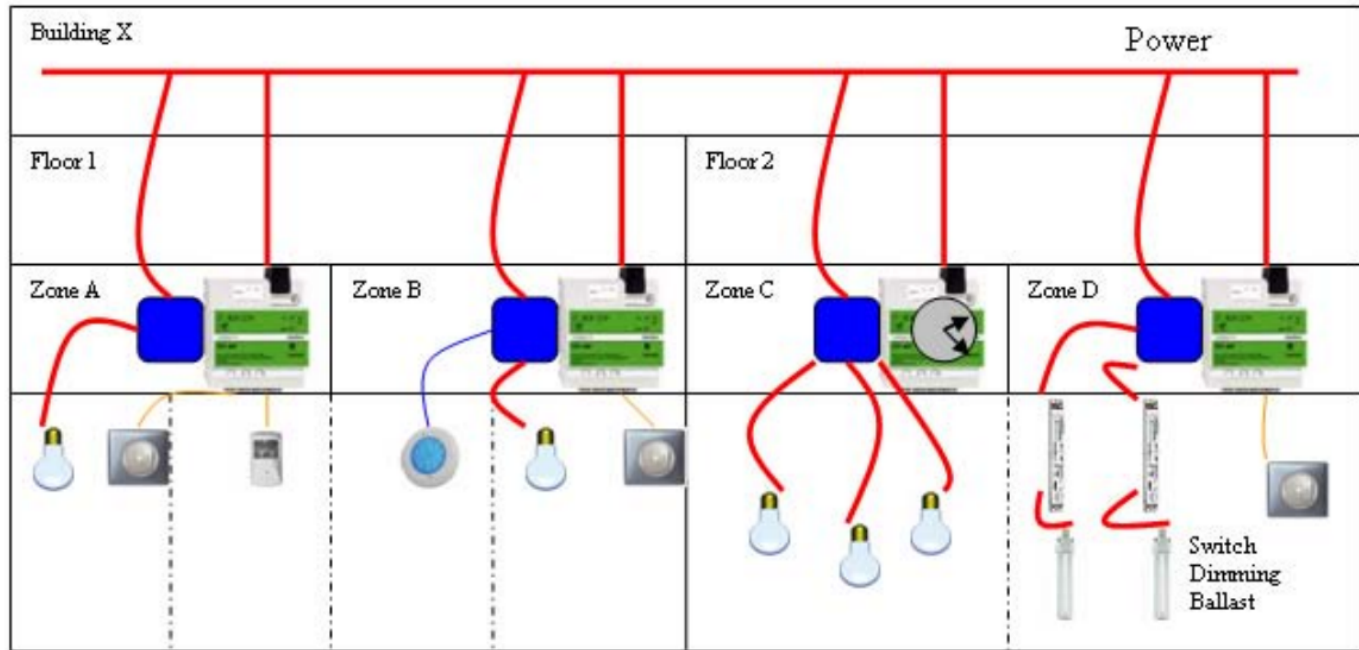 Building X
Power
Floor 1
Floor 2
Zone A
Zone B
Zone C
Zone D
Switch
Dimming
Ballast